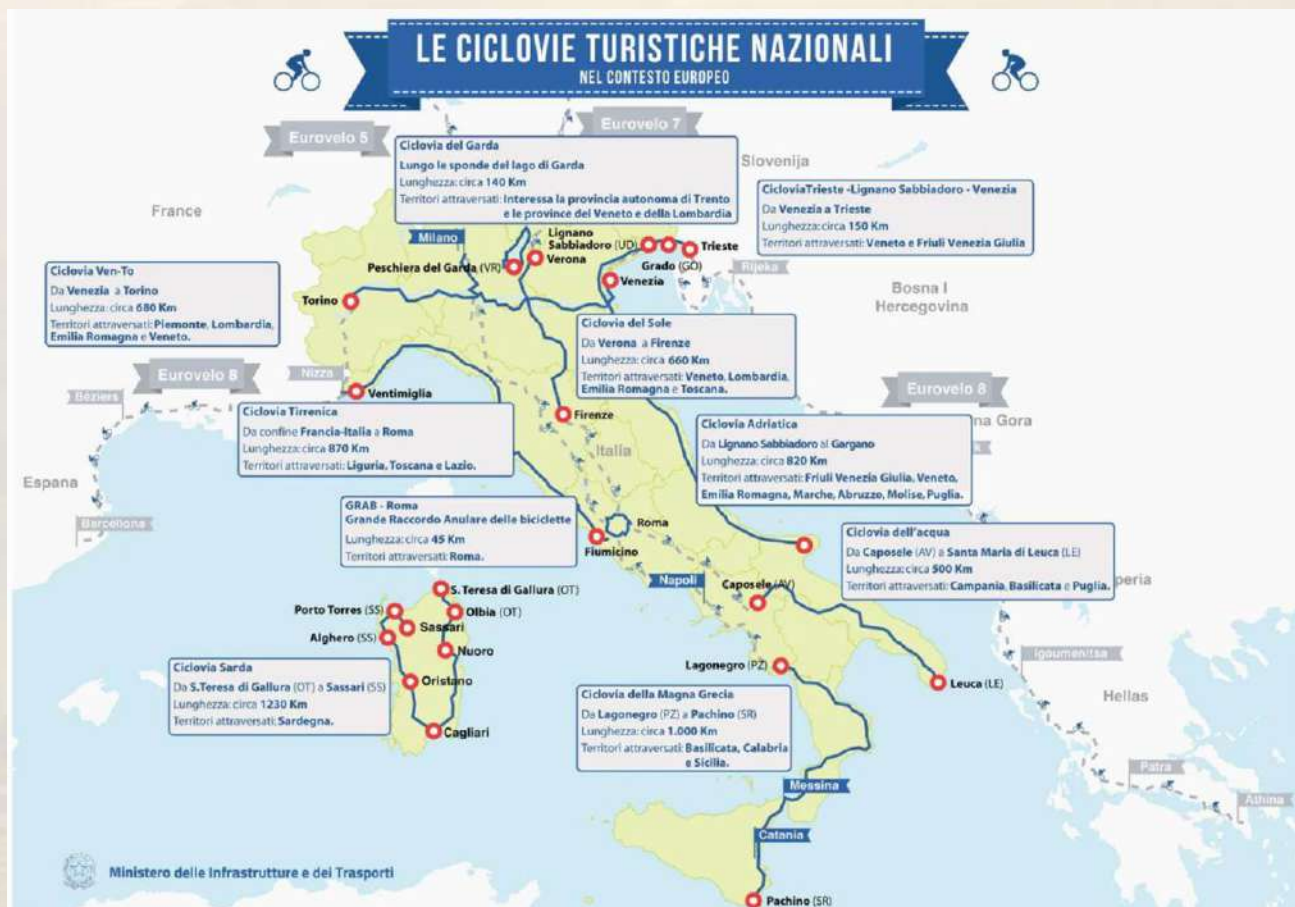 LE CICLOVIE TURISTICHE NAZIONALI
NEL CONTESTO EUROPEO
Eurovelo 5
Eurovelo 7
Ciclovia del Garda
Lungo le sponde del lago di Garda
Lunghezza: circa 140 Km
Territori attraversati: Interessa la provincia autonoma di Trento
e le province del Veneto e della Lombardia
Slovenija
CicloviaTrieste -Lignano Sabbiadoro - Venezia
Da Venezia a Trieste
Lunghezza: circa 150 Km
Territori attraversati: Veneto e Friuli Venezia Giulia
France
Milano
Lignano
Sabbiadoro (UD)
Trieste
Verona
Grado (GO)
Peschiera del Garda (VR)
Venezia
Rijeka
Bosna I
Hercegovina
Ciclovia Ven-To
Da Venezia a Torino
Lunghezza: circa 680 Km
Territori attraversati: Piemonte, Lombardia,
Emilia Romagna e Veneto.
Torino
Ciclovia del Sole
Da Verona a Firenze
Lunghezza: circa 660 Km
Territori attraversati: Veneto, Lombardia,
Emilia Romagna e Toscana.
Nizza
Eurovelo 8
Eurovelo 8
Béziers
Ventimiglia
Firenze
na Gora
Ciclovia Tirrenica
Da confine Francia-Italia a Roma
Lunghezza: circa 870 Km
Territori attraversati: Liguria, Toscana e Lazio.
Italia
Ciclovia Adriatica
Da Lignano Sabbiadoro al Gargano
Lunghezza: circa 820 Km
Territori attraversati: Friuli Venezia Giulia, Veneto,
Emilia Romagna, Marche, Abruzzo, Molise, Puglia.
Espana
Barcellona
GRAB - Roma
Grande Raccordo Anulare delle biciclette
Lunghezza: circa 45 Km
Territori attraversati: Roma.
Roma
Fiumicino
Ciclovia dell'acqua
Da Caposele (AV) a Santa Maria di Leuca (LE)
Lunghezza: circa 500 Km
Territori attraversati: Campania, Basilicata e Puglia.
peria
Napoli
Caposele (AV)
S. Teresa di Gallura (OT)
Porto Torres (SS)
Olbia (OT)
Sassari
Alghero (SS)
Nuoro
Igoumenitsa
Lagonegro (PZ)
Leuca (LE)
Hellas
Ciclovia Sarda
Da S.Teresa di Gallura (OT) a Sassari (SS)
Lunghezza: circa 1230 Km
Territori attraversati: Sardegna.
Oristano
Cagliari
Ciclovia della Magna Grecia
Da Lagonegro (PZ) a Pachino (SR)
Lunghezza: circa 1.000 Km
Territori attraversati: Basilicata, Calabria
e Sicilia.
Patra
Messina
Athina
Catania
Ministero delle Infrastrutture e dei Trasporti
Pachino (SR)